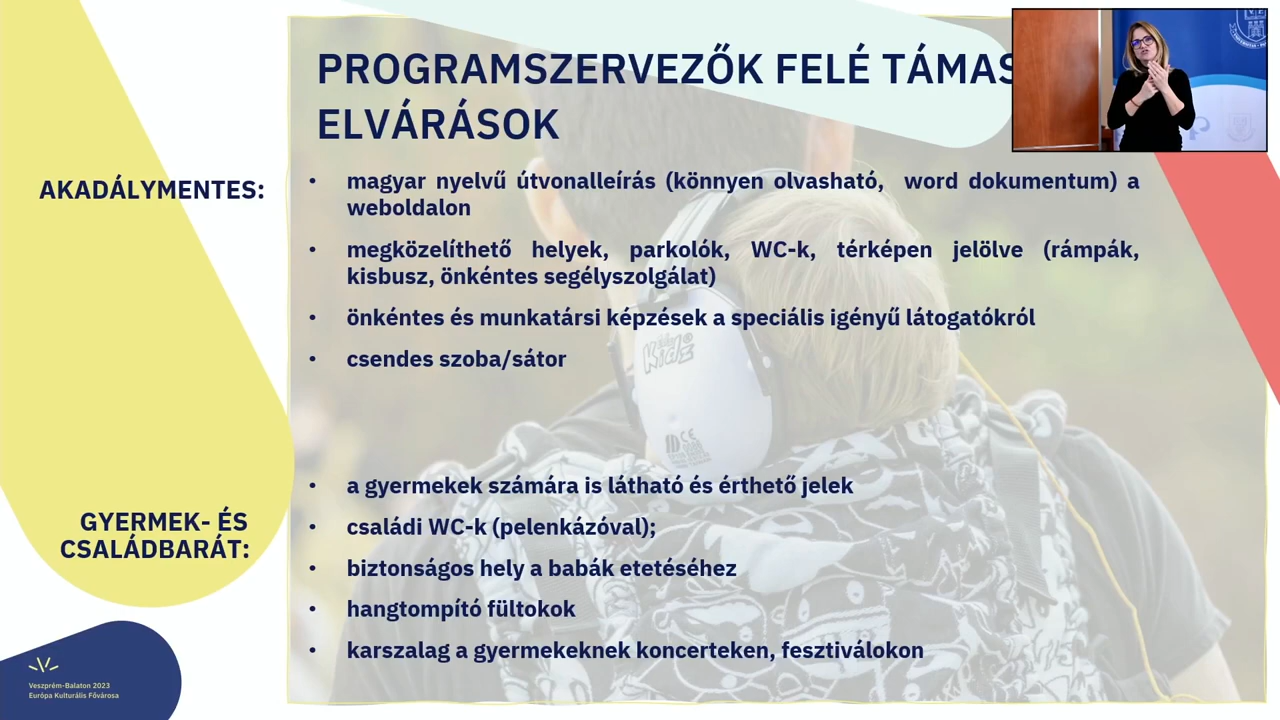 PROGRAMSZERVEZŐK FELÉ
ELVÁRÁSOK
AKADÁLYMENTES:
• magyar nyelvű útvonalleírás (könnyen olvasható, word dokumentum) a
weboldalon
• megközelíthető helyek, parkolók, WC-k, térképen jelölve (rámpák,
kisbusz, önkéntes segélyszolgálat)
• önkéntes és munkatársi képzések a speciális igényű látogatókról
• csendes szoba/sátor
GYERMEK- ÉS
CSALÁDBARÁT:
• a gyermekek számára is látható és érthető jelek
• családi WC-k (pelenkázóval);
• biztonságos hely a babák etetéséhez
• hangtompító fültokok
• karszalag a gyermekeknek koncerteken, fesztiválokon
Kidz
CE
Veszprém-Balaton 2023
Európa Kulturális Fővárosa